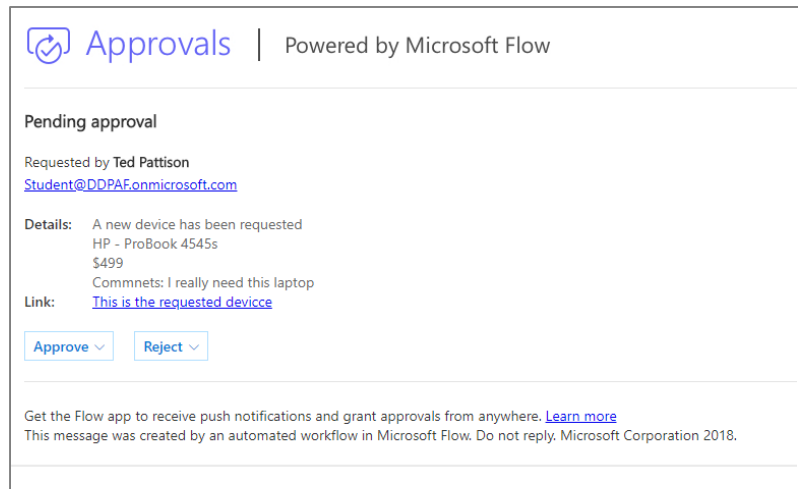 Approvals | Powered by Microsoft Flow
Pending approval
Requested by Ted Pattison
Student@DDPAF.onmicrosoft.com
Details: A new device has been requested
HP - ProBook 4545s
$499
Commnets: I really need this laptop
Link: This is the requested devicce
Approve Reject
Get the Flow app to receive push notifications and grant approvals from anywhere. Learn more
This message was created by an automated workflow in Microsoft Flow. Do not reply. Microsoft Corporation 2018.